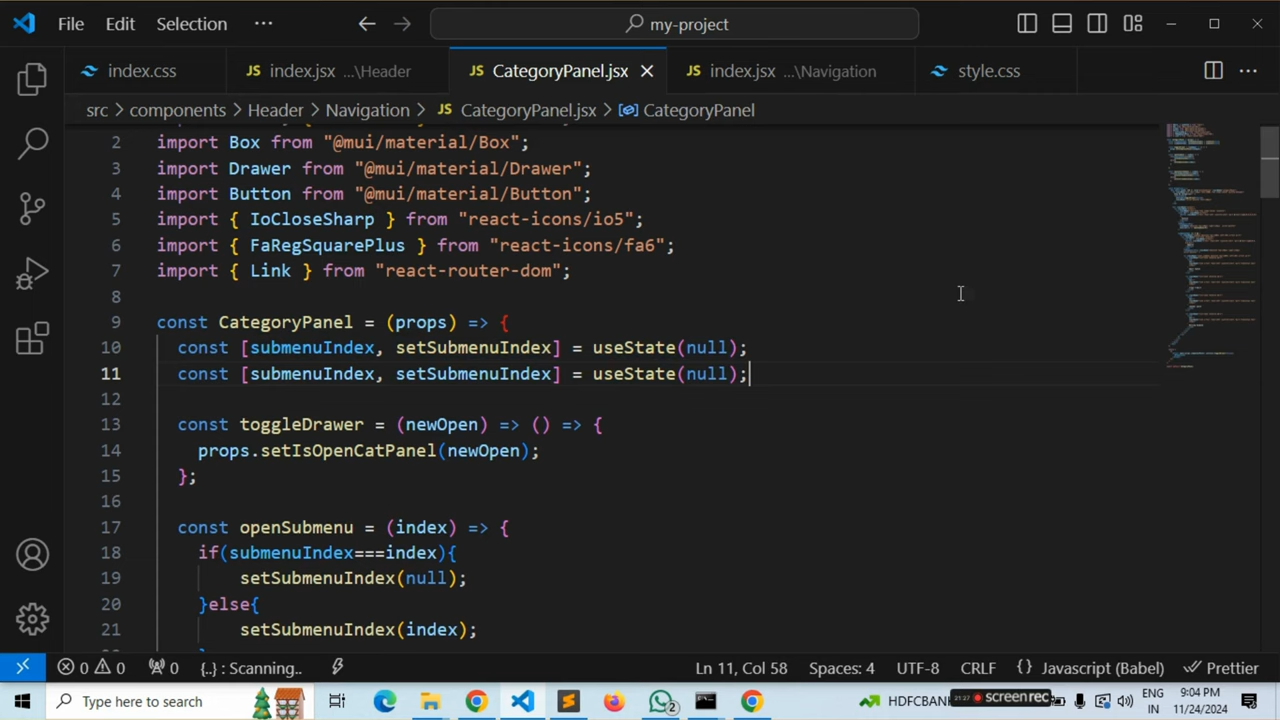 File Edit Selection ··· my-project
index.css index.jsx ...\Header CategoryPanel.jsx index.jsx ...\Navigation style.css
src > components > Header > Navigation > CategoryPanel.jsx > CategoryPanel
2 import Box from "@mui/material/Box";
3 import Drawer from "@mui/material/Drawer";
4 import Button from "@mui/material/Button";
5 import { IoCloseSharp } from "react-icons/io5";
6 import { FaRegSquarePlus } from "react-icons/fa6";
7 import { Link } from "react-router-dom";
8
9 const CategoryPanel = (props) => {
10 const [submenuIndex, setSubmenuIndex] = useState(null);
11 const [submenuIndex, setSubmenuIndex] = useState(null);
12
13 const toggleDrawer = (newOpen) => () => {
14 props.setIsOpenCatPanel(newOpen);
15 };
16
17 const openSubmenu = (index) => {
18 if(submenuIndex===index){
19 setSubmenuIndex(null);
20 }else{
21 setSubmenuIndex(index);
0 0 0 {..} : Scanning.. Ln 11, Col 58 Spaces: 4 UTF-8 CRLF {} Javascript (Babel) Prettier
Type here to search 2 HDFCBANK 21:27 screen rec ENG IN 9:04 PM 11/24/2024